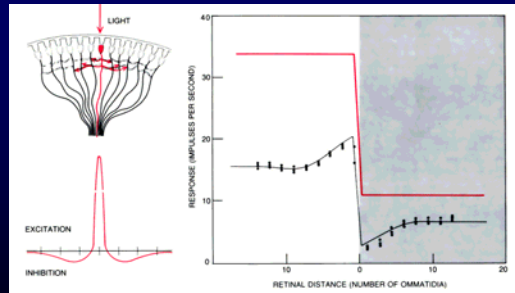 LIGHT
EXCITATION
INHIBITION
RESPONSE (IMPULSES PER SECOND)
40
30
20
10
0
10
0
10
20
RETINAL DISTANCE (NUMBER OF OMMATIDIA)